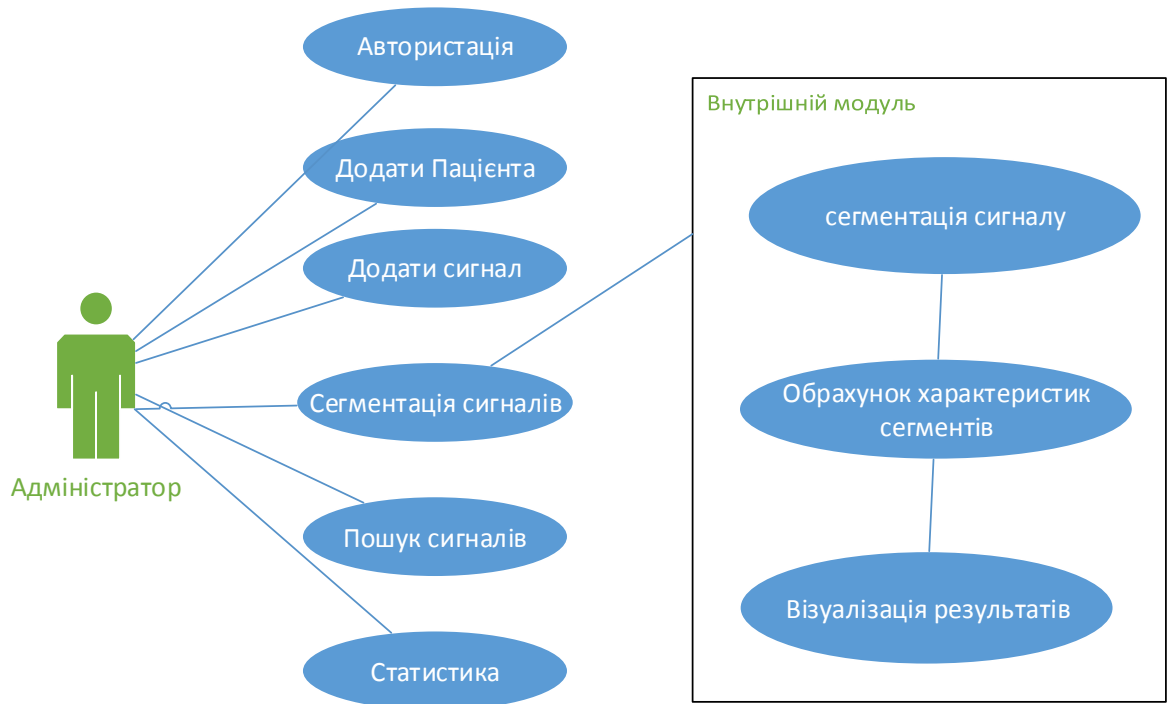 Автористація
Внутрішній модуль
Додати Пацієнта
сегментація сигналу
Додати сигнал
Сегментація сигналів
Обрахунок характеристик
сегментів
Адміністратор
Пошук сигналів
Візуалізація результатів
Статистика